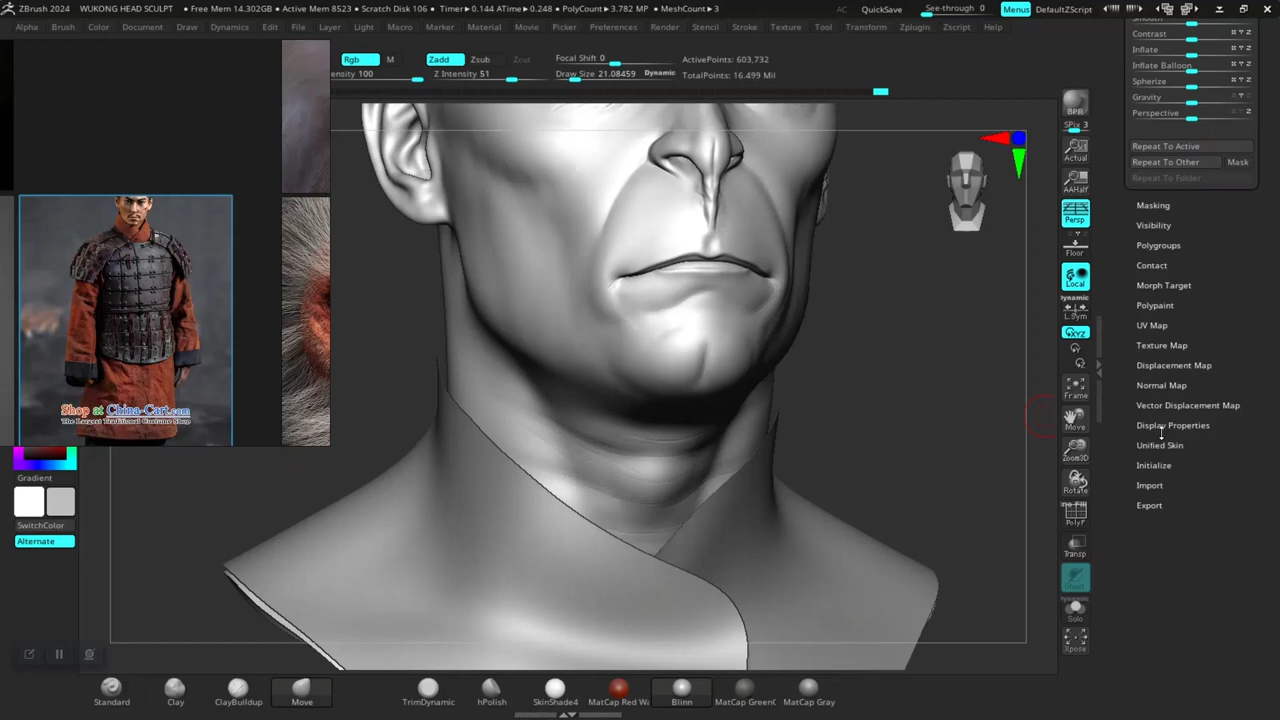 ZBrush 2024 WUKONG HEAD SCULPT • Free Mem 14.302GB • Active Mem 8523 • Scratch Disk 106 • Timer▸0.144 ATime▸0.248 • PolyCount▸3.782 MP • MeshCount▸3 AC QuickSave See-through 0 Menus DefaultZScript
Alpha Brush Color Document Draw Dynamics Edit File Layer Light Macro Marker Material Movie Picker Preferences Render Stencil Stroke Texture Tool Transform Zplugin Zscript Help
Rgb M Zadd Zsub Zcut Focal Shift 0 ActivePoints: 603,732
ntensity 100 Z Intensity 51 Draw Size 21.08459 Dynamic TotalPoints: 16.499 Mil
Smooth
Contrast
Inflate
Inflate Balloon
Spherize
Gravity
Perspective
Repeat To Active
Repeat To Other Mask
Repeat To Folder
Masking
Visibility
Polygroups
Contact
Morph Target
Polypaint
UV Map
Texture Map
Displacement Map
Normal Map
Vector Displacement Map
Display Properties
Unified Skin
Initialize
Import
Export
BPR
SPix 3
Actual
AAHalf
Persp
Floor
Local
Dynamic
L.Sym
XYZ
Frame
Move
Zoom3D
Rotate
PolyF
Transp
Ghost
Dynamic
Solo
Xpose
Shop at China-Cart.com
The Largest Traditional Costume Shop
Gradient
SwitchColor
Alternate
Standard Clay ClayBuildup Move TrimDynamic hPolish SkinShade4 MatCap Red Wa Blinn MatCap GreenC MatCap Gray